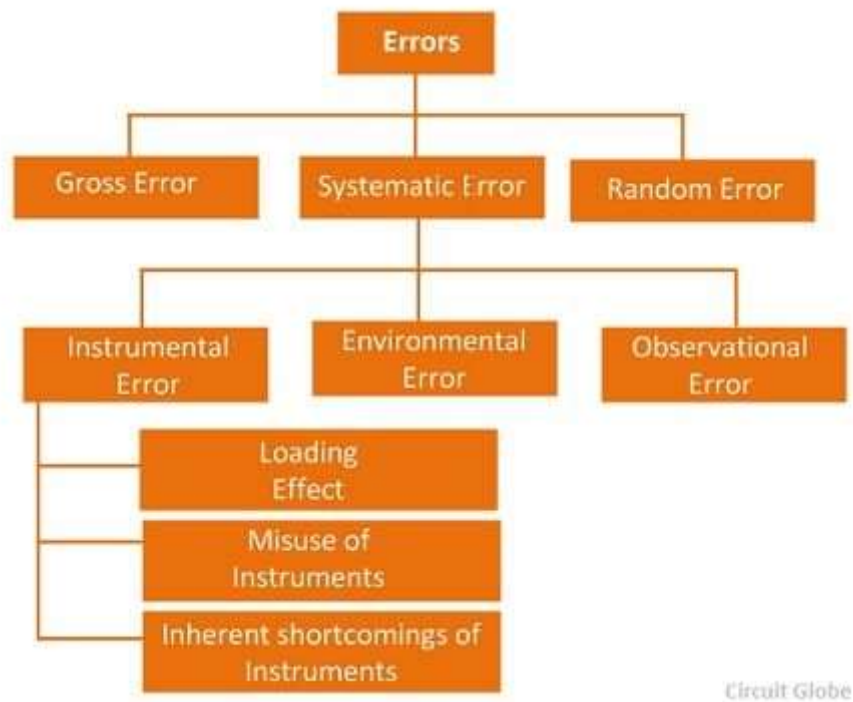 Errors
Gross Error
Systematic Error
Random Error
Instrumental
Error
Environmental
Error
Observational
Error
Loading
Effect
Misuse of
Instruments
Inherent shortcomings of
Instruments
Circuit Globe